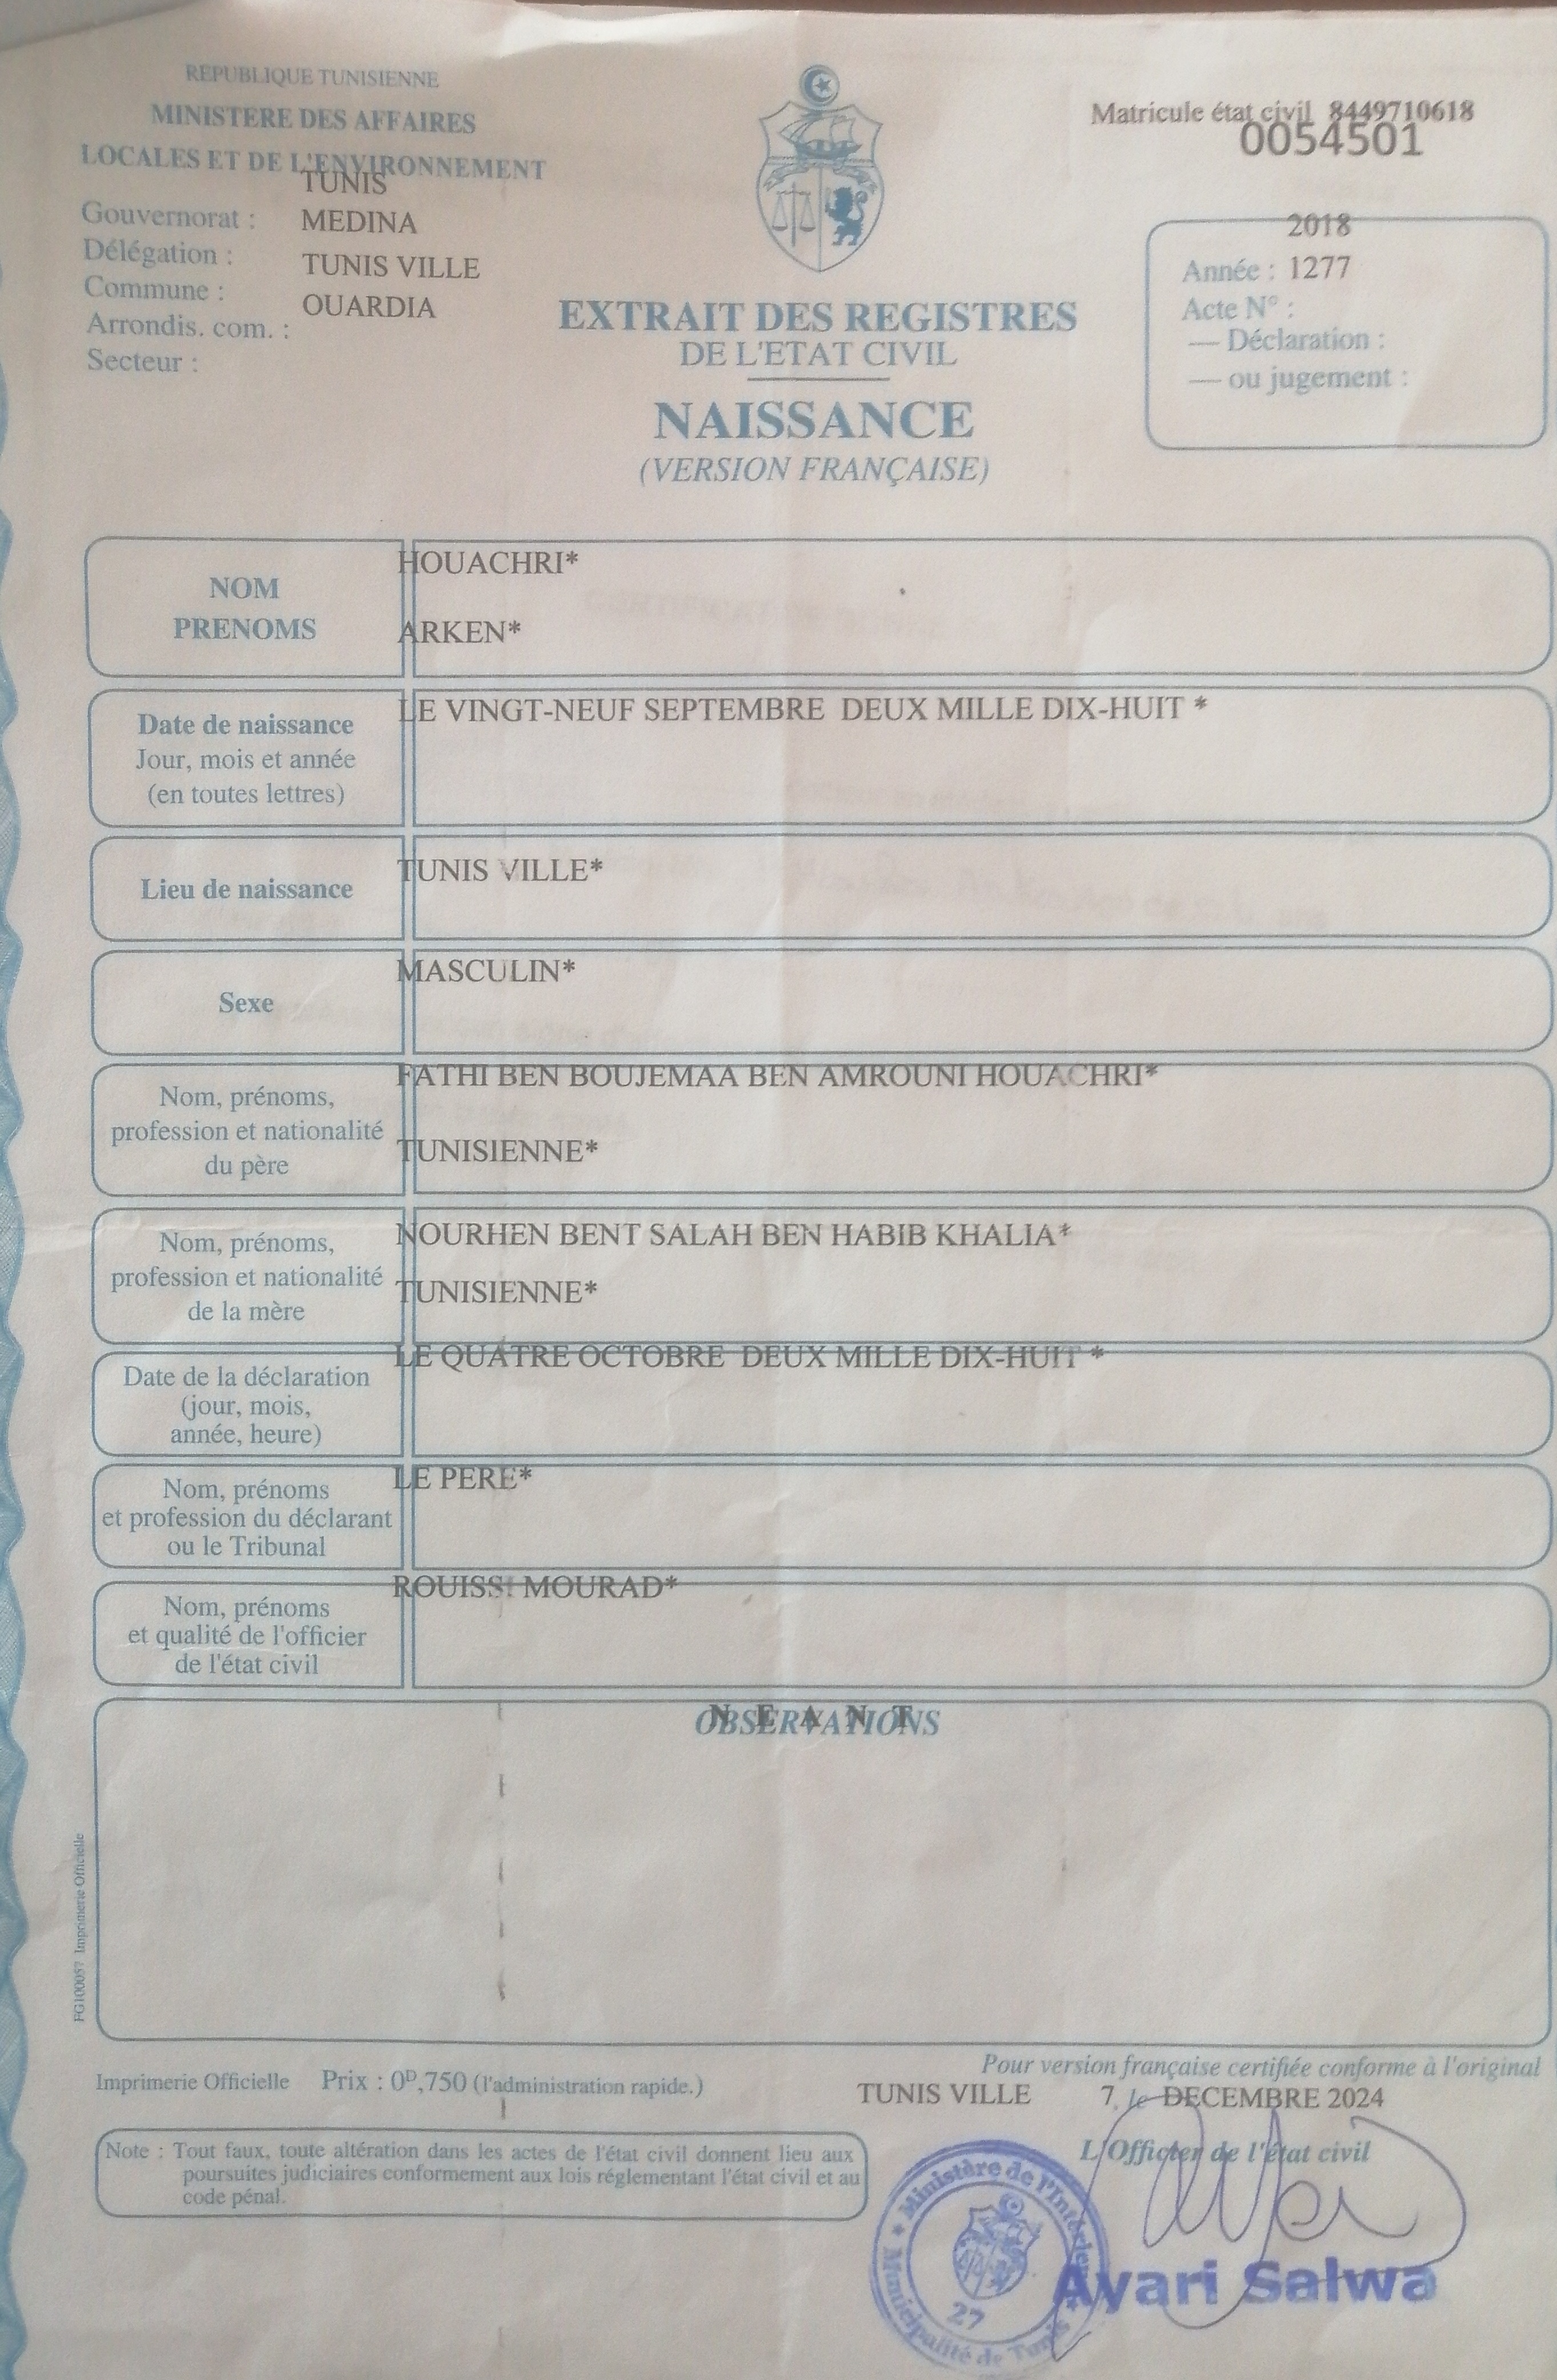 REPUBLIQUE TUNISIENNE
MINISTERE DES AFFAIRES
LOCALES ET DE L'ENVIRONNEMENT
TUNIS
Gouvernorat : MEDINA
Délégation : TUNIS VILLE
Commune : OUARDIA
Arrondis. com. :
Secteur :
Matricule état civil 8449710618
0054501
2018
Année : 1277
Acte N° :
— Déclaration :
— ou jugement :
EXTRAIT DES REGISTRES
DE L'ETAT CIVIL
NAISSANCE
(VERSION FRANÇAISE)
NOM
PRENOMS
HOUACHRI*
ARKEN*
Date de naissance
Jour, mois et année
(en toutes lettres)
LE VINGT-NEUF SEPTEMBRE DEUX MILLE DIX-HUIT *
Lieu de naissance
TUNIS VILLE*
Sexe
MASCULIN*
Nom, prénoms,
profession et nationalité
du père
FATHI BEN BOUJEMAA BEN AMROUNI HOUACHRI*
TUNISIENNE*
Nom, prénoms,
profession et nationalité
de la mère
NOURHEN BENT SALAH BEN HABIB KHALIA*
TUNISIENNE*
Date de la déclaration
(jour, mois,
année, heure)
LE QUATRE OCTOBRE DEUX MILLE DIX-HUIT *
Nom, prénoms
et profession du déclarant
ou le Tribunal
LE PERE*
Nom, prénoms
et qualité de l'officier
de l'état civil
ROUISSI MOURAD*
OBSERVATIONS
N E A N T
FG100057 Imprimerie Officielle
Imprimerie Officielle Prix : 0ᴰ,750 (l'administration rapide.)
Pour version française certifiée conforme à l'original
TUNIS VILLE 7, le DECEMBRE 2024
L'Officier de l'état civil
Note : Tout faux, toute altération dans les actes de l'état civil donnent lieu aux
poursuites judiciaires conformement aux lois réglementant l'état civil et au
code pénal.
Ministère de l'Intérieur
27
Municipalité de Tunis
Ayari Salwa